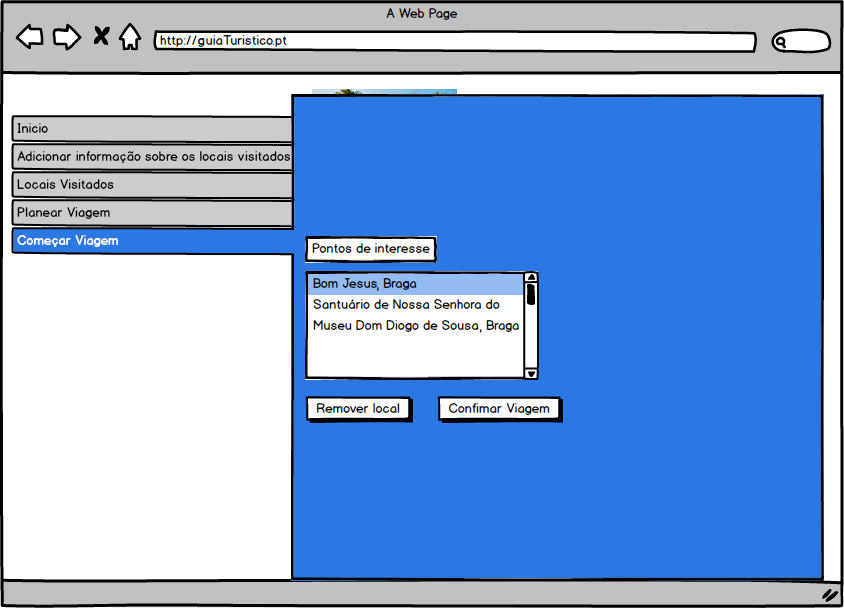 A Web Page
http://guiaTuristico.pt
Inicio
Adicionar informação sobre os locais visitados
Locais Visitados
Planear Viagem
Começar Viagem
Pontos de interesse
Bom Jesus, Braga
Santuário de Nossa Senhora do
Museu Dom Diogo de Sousa, Braga
Remover local
Confimar Viagem